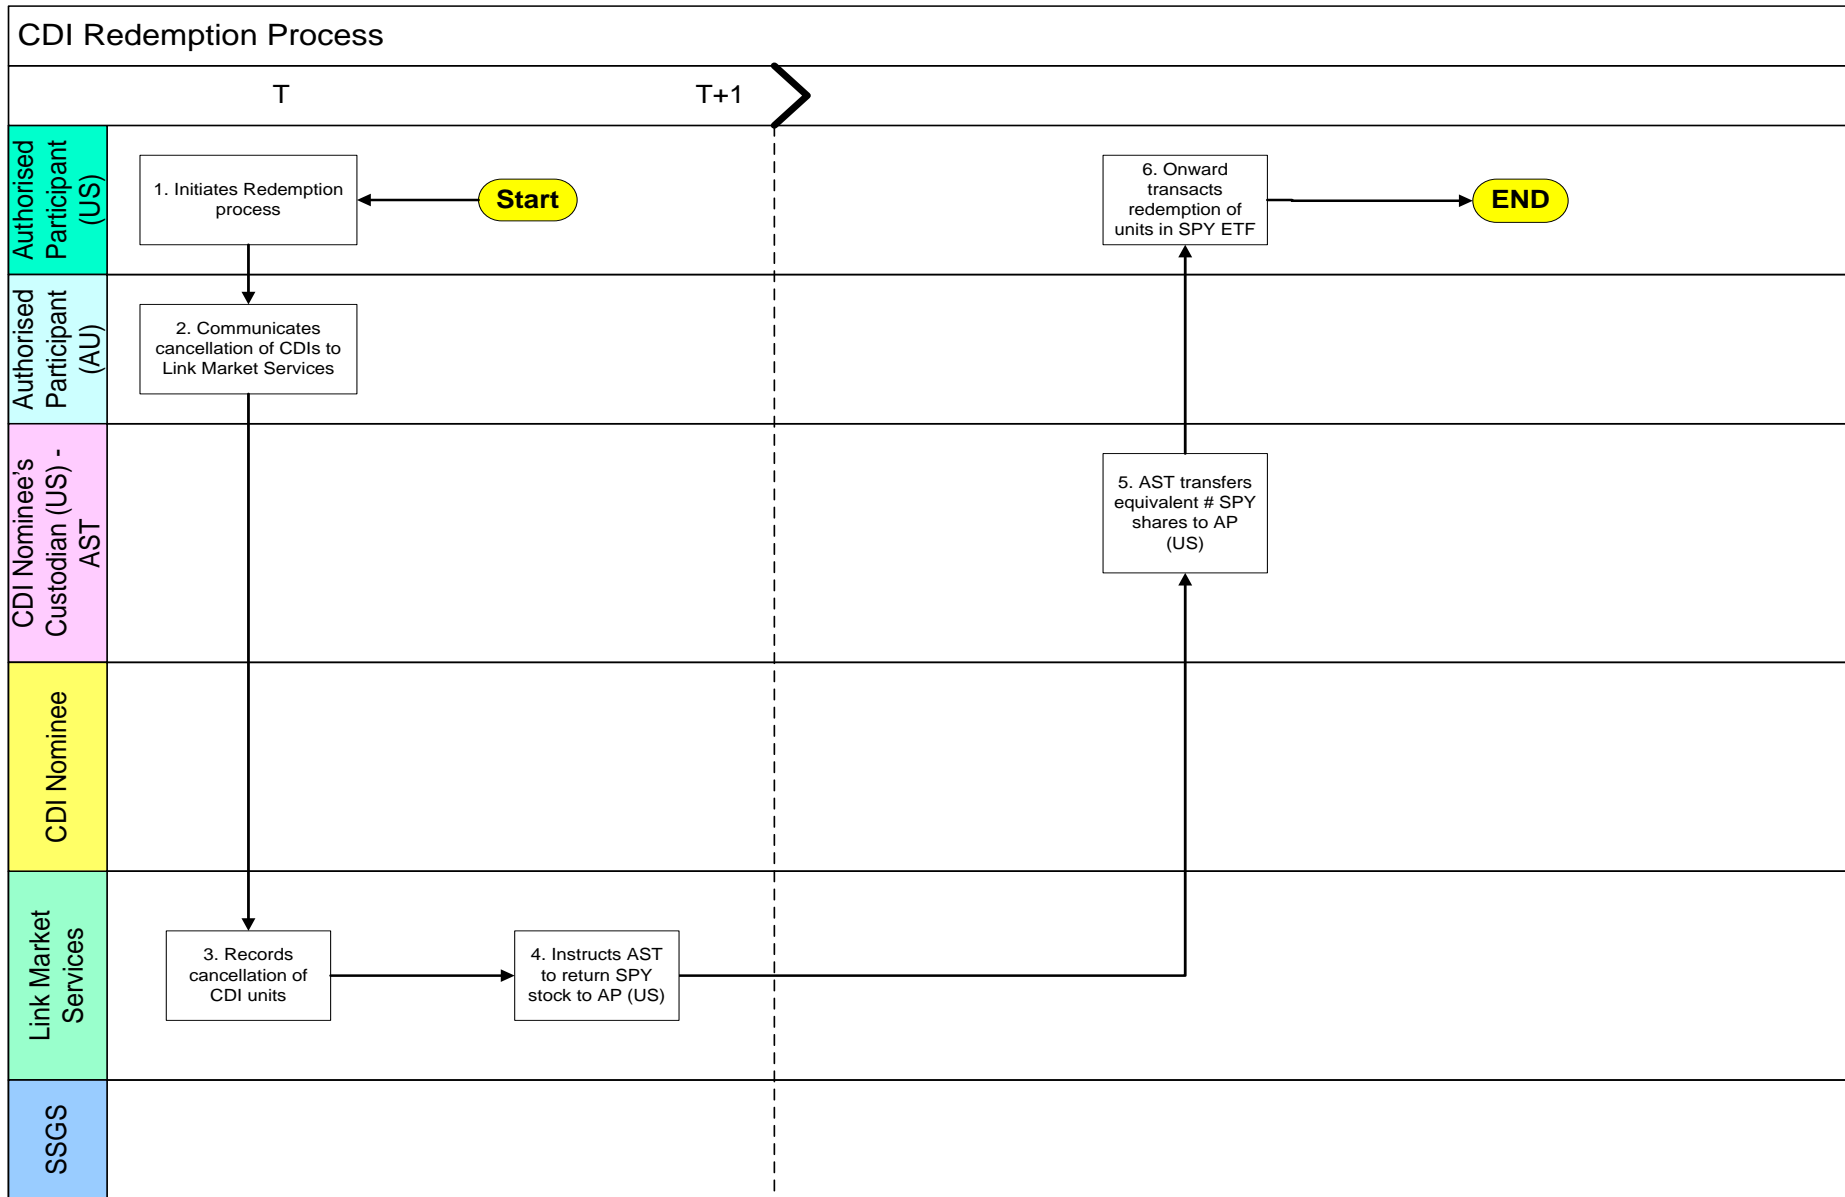 CDI Redemption Process
T
T+1
Authorised
Participant
(US)
1. Initiates Redemption
process
Start
6. Onward
transacts
redemption of
units in SPY ETF
END
Authorised
Participant
(AU)
2. Communicates
cancellation of CDIs to
Link Market Services
CDI Nominee's
Custodian (US) -
AST
5. AST transfers
equivalent # SPY
shares to AP
(US)
CDI Nominee
Link Market
Services
3. Records
cancellation of
CDI units
4. Instructs AST
to return SPY
stock to AP (US)
SSGS